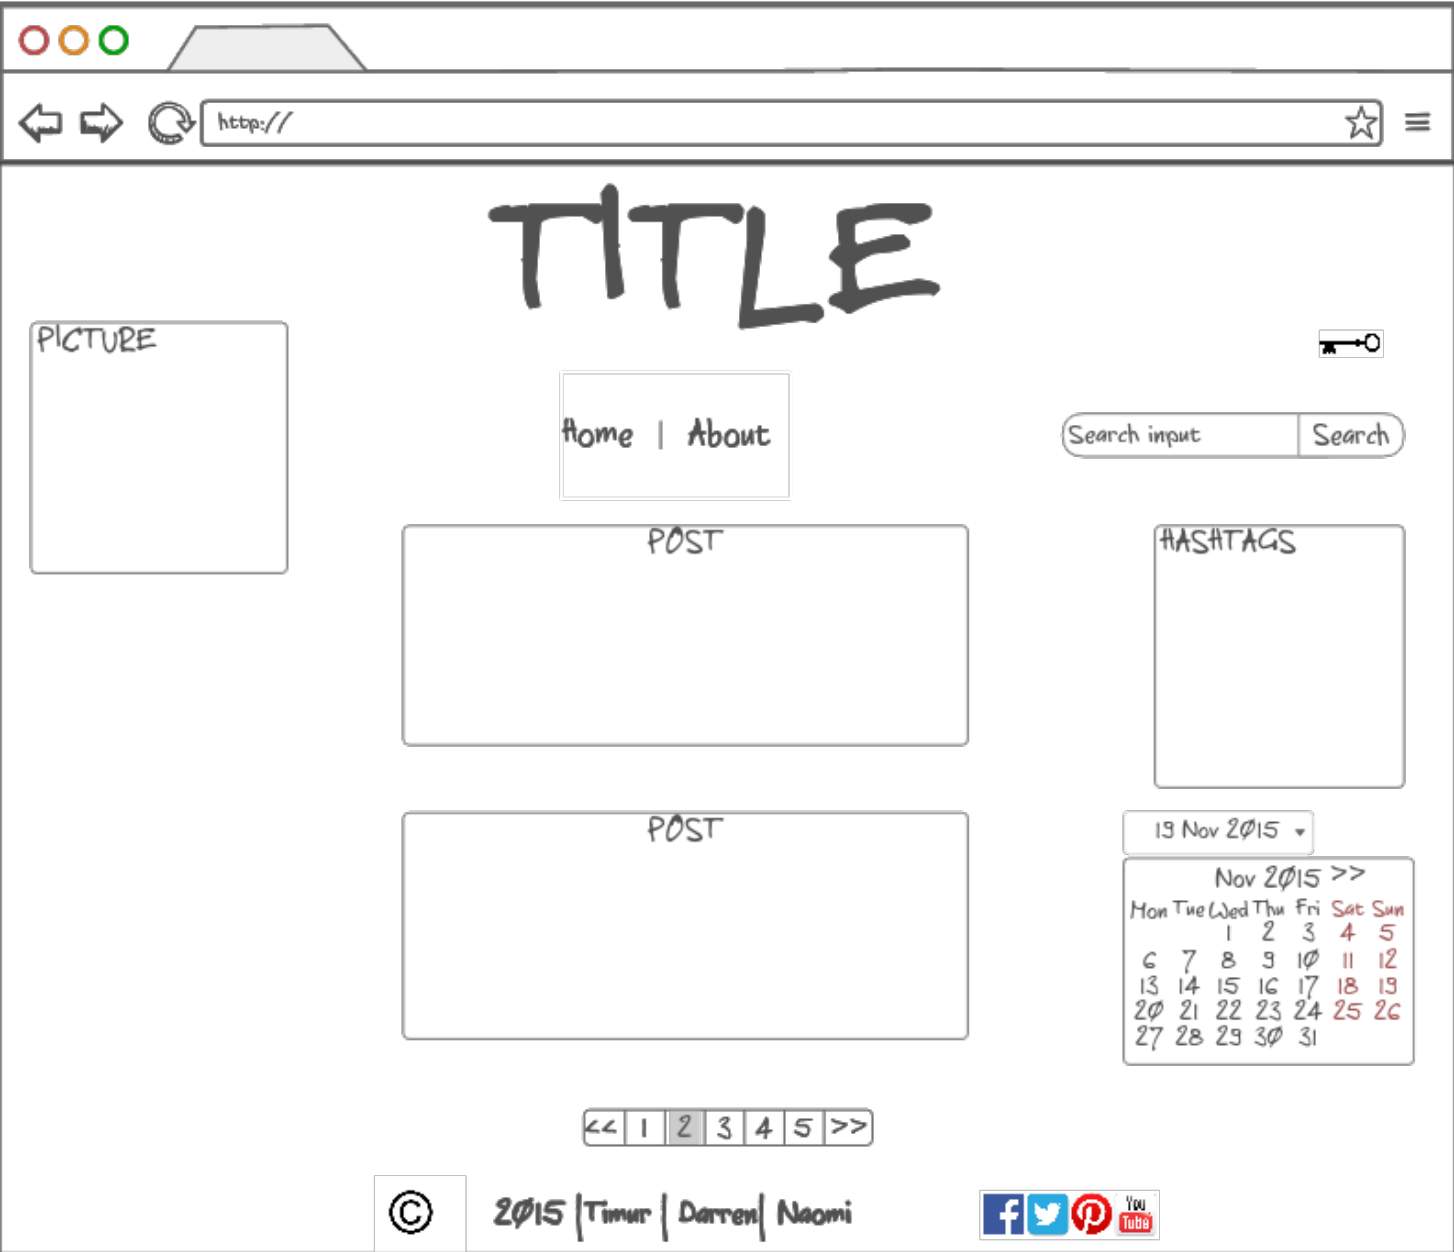 http://
TITLE
PICTURE
Home | About
Search input Search
POST
HASHTAGS
POST
19 Nov 2015
Nov 2015 >>
Mon Tue Wed Thu Fri Sat Sun
1 2 3 4 5
6 7 8 9 10 11 12
13 14 15 16 17 18 19
20 21 22 23 24 25 26
27 28 29 30 31
<< 1 2 3 4 5 >>
© 2015 | Timur | Darren | Naomi
f You Tube